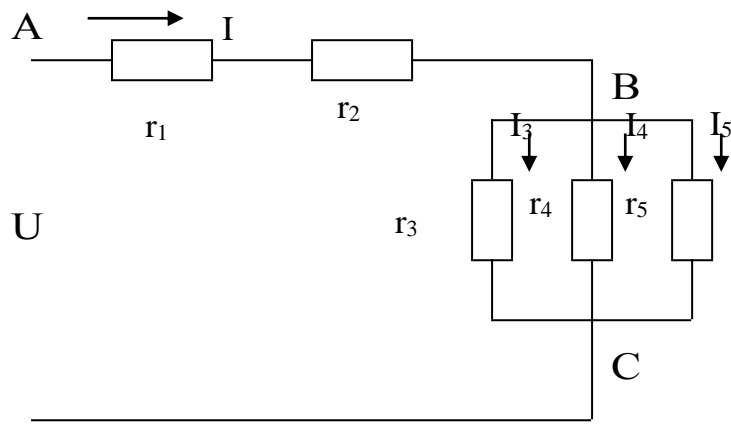 A I
r₁ r₂
B
I₃ I₄ I₅
U r₃ r₄ r₅
C